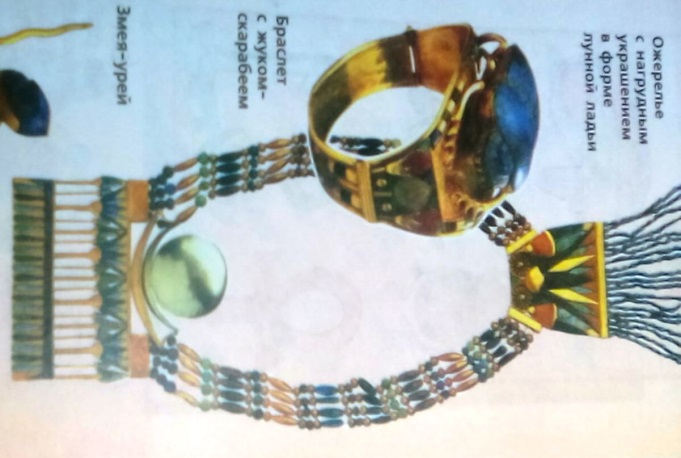 Ожерелье
с нагрудным
украшением
в форме
лунной ладьи
Браслет
с жуком-
скарабеем
Змея-урей